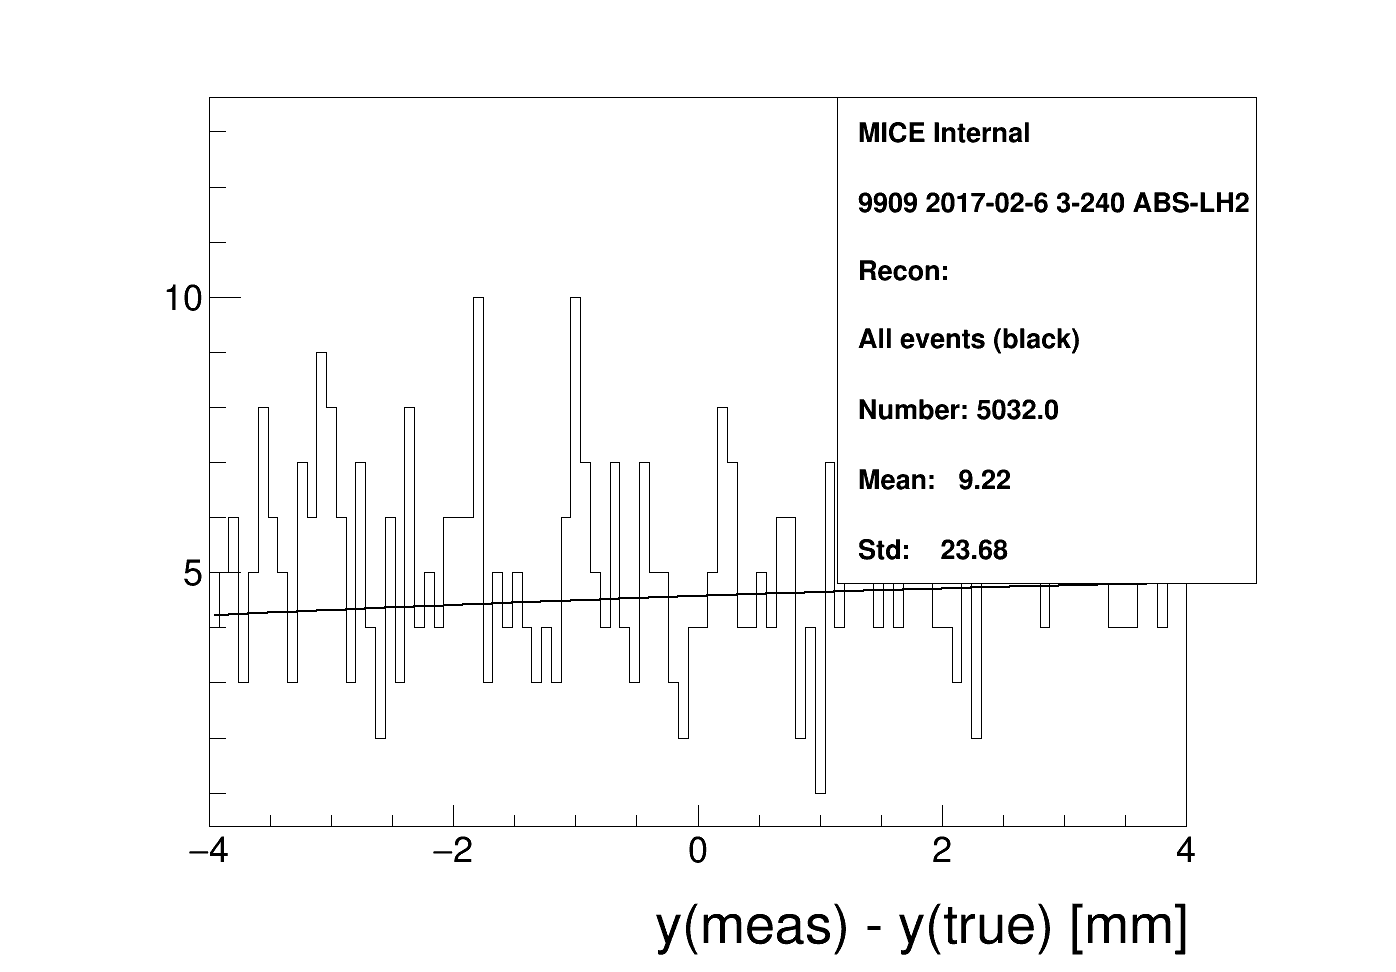 MICE Internal
9909 2017-02-6 3-240 ABS-LH2
Recon:
All events (black)
Number: 5032.0
Mean: 9.22
Std: 23.68
10
5
−4 −2 0 2 4
y(meas) - y(true) [mm]